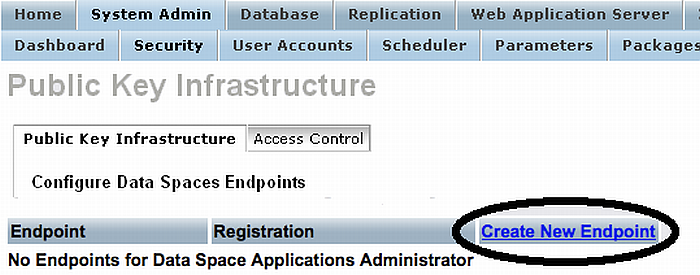 Home System Admin Database Replication Web Application Server
Dashboard Security User Accounts Scheduler Parameters Packages
Public Key Infrastructure
Public Key Infrastructure Access Control
Configure Data Spaces Endpoints
Endpoint Registration Create New Endpoint
No Endpoints for Data Space Applications Administrator